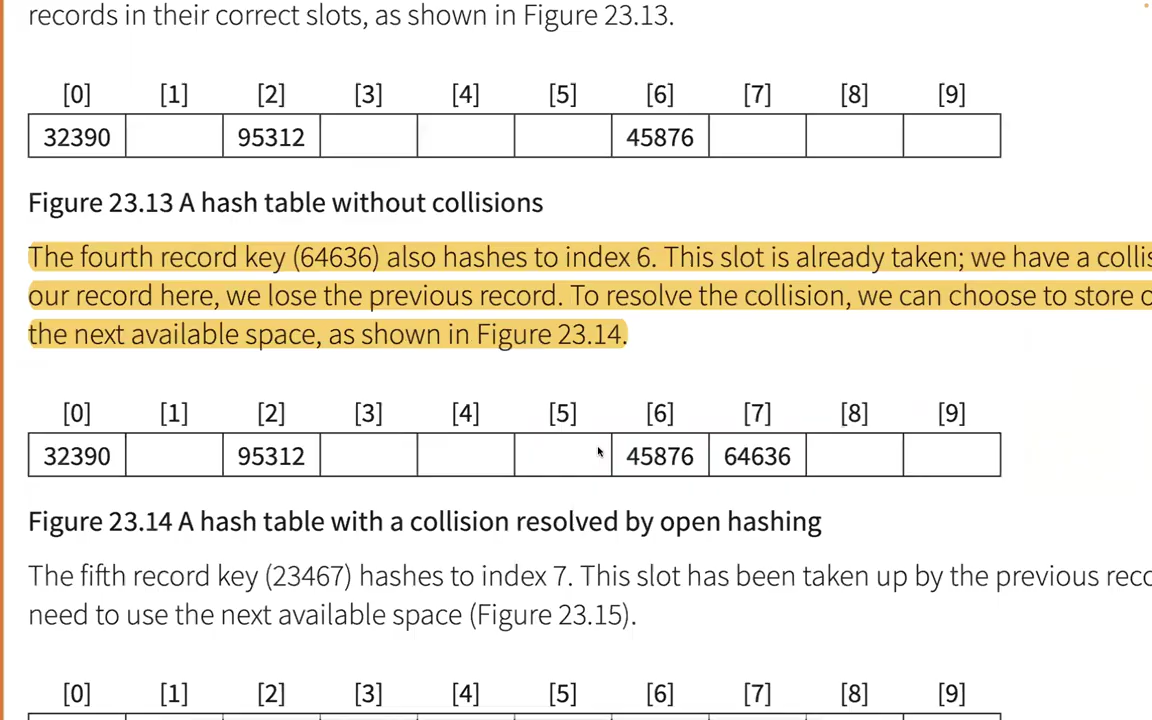 records in their correct slots, as shown in Figure 23.13.
[0] [1] [2] [3] [4] [5] [6] [7] [8] [9]
32390 95312 45876
Figure 23.13 A hash table without collisions
The fourth record key (64636) also hashes to index 6. This slot is already taken; we have a collis
our record here, we lose the previous record. To resolve the collision, we can choose to store
the next available space, as shown in Figure 23.14.
[0] [1] [2] [3] [4] [5] [6] [7] [8] [9]
32390 95312 45876 64636
Figure 23.14 A hash table with a collision resolved by open hashing
The fifth record key (23467) hashes to index 7. This slot has been taken up by the previous reco
need to use the next available space (Figure 23.15).
[0] [1] [2] [3] [4] [5] [6] [7] [8] [9]